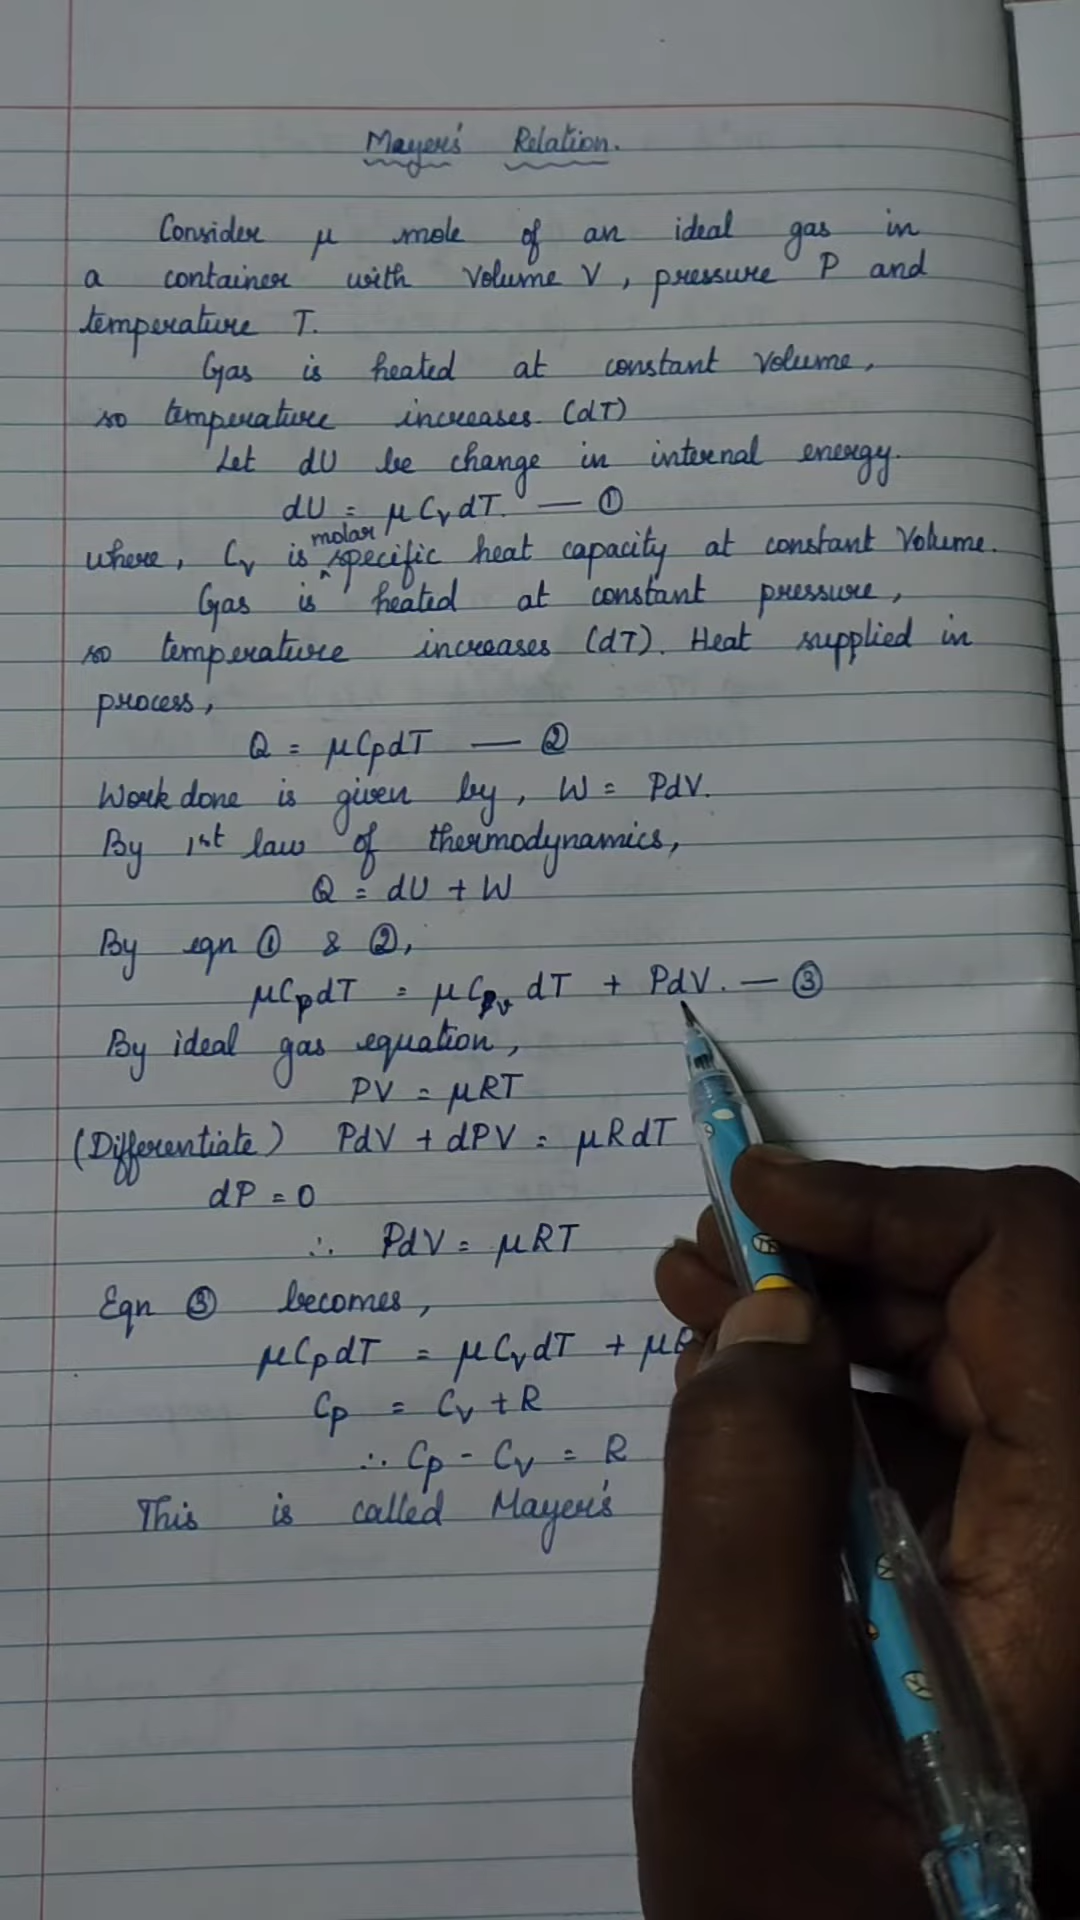 Mayer's Relation.
Consider μ mole of an ideal gas in
a container with volume V, pressure P and
temperature T.
Gas is heated at constant volume,
so temperature increases (dT)
Let dU be change in internal energy.
dU = μ Cv dT. — ①
molar
where, Cv is ^ specific heat capacity at constant Volume.
Gas is heated at constant pressure,
so temperature increases (dT). Heat supplied in
process,
Q = μCpdT — ②
Work done is given by, W = PdV.
By 1st law of thermodynamics,
Q = dU + W
By eqn ① & ②,
μCpdT = μCv dT + PdV. — ③
By ideal gas equation,
PV = μRT
(Differentiate) PdV + dPV = μRdT
dP = 0
∴ PdV = μRT
Eqn ③ becomes,
μCpdT = μCvdT + μ
Cp = Cv + R
∴ Cp - Cv = R
This is called Mayer's